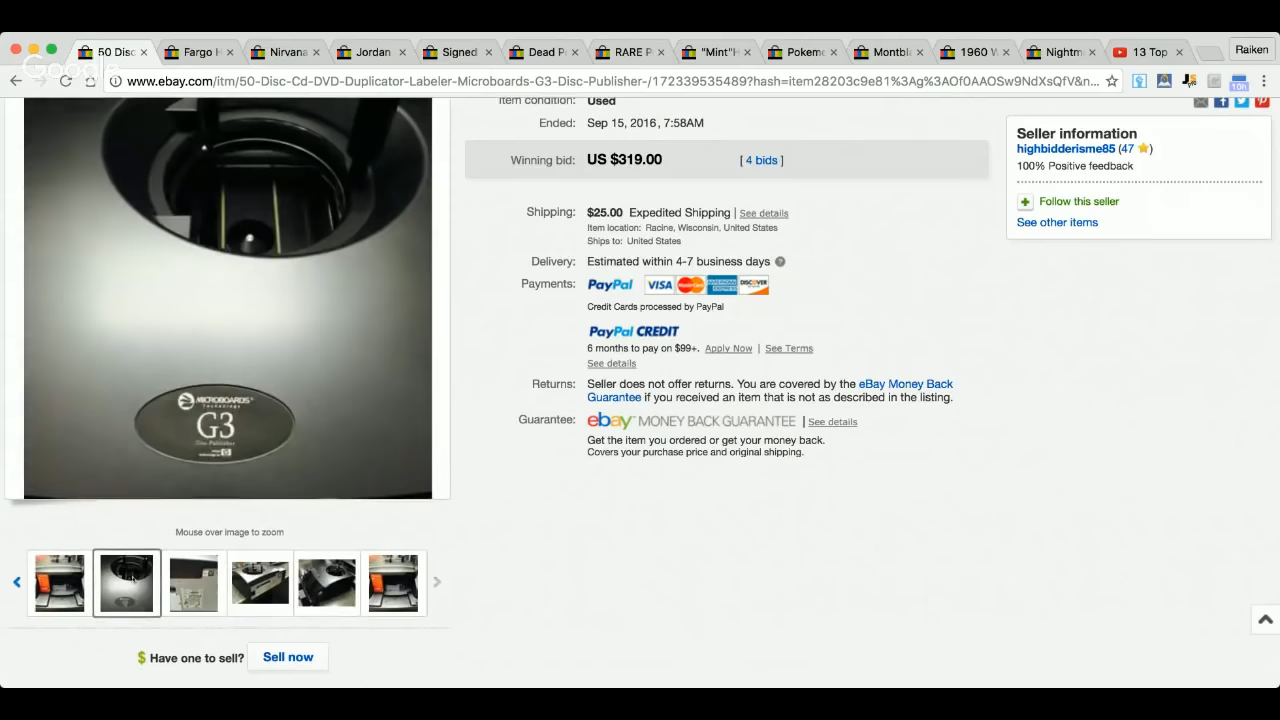 50 Disc
Fargo H
Nirvana
Jordan
Signed
Dead P
RARE P
"Mint"H
Pokem
Montbl
1960 W
Nightm
13 Top
Raiken
Google
www.ebay.com/itm/50-Disc-Cd-DVD-Duplicator-Labeler-Microboards-G3-Disc-Publisher-/172339535489?hash=item28203c9e81%3Ag%3AOf0AAOSw9NdXsQfV&n...
10h
Item condition: Used
Ended: Sep 15, 2016, 7:58AM
Winning bid: US $319.00 [ 4 bids ]
Shipping: $25.00 Expedited Shipping | See details
Item location: Racine, Wisconsin, United States
Ships to: United States
Delivery: Estimated within 4-7 business days ?
Payments: PayPal VISA MasterCard AMERICAN EXPRESS DISCOVER
Credit Cards processed by PayPal
PayPal CREDIT
6 months to pay on $99+. Apply Now | See Terms
See details
Returns: Seller does not offer returns. You are covered by the eBay Money Back
Guarantee if you received an item that is not as described in the listing.
Guarantee: ebay MONEY BACK GUARANTEE | See details
Get the item you ordered or get your money back.
Covers your purchase price and original shipping.
Seller information
highbidderisme85 (47)
100% Positive feedback
+ Follow this seller
See other items
MICROBOARDS
Technology
G3
Disc Publisher
Mouse over image to zoom
$ Have one to sell? Sell now